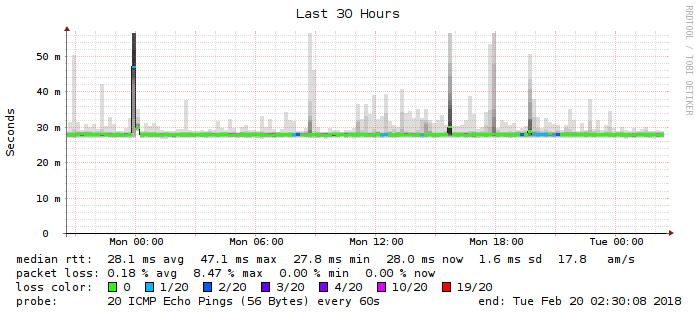 Last 30 Hours
RRDTOOL / TOBI OETIKER
Seconds
50 m
40 m
30 m
20 m
10 m
0
Mon 00:00 Mon 06:00 Mon 12:00 Mon 18:00 Tue 00:00
median rtt: 28.1 ms avg 47.1 ms max 27.8 ms min 28.0 ms now 1.6 ms sd 17.8 am/s
packet loss: 0.18 % avg 8.47 % max 0.00 % min 0.00 % now
loss color: 0 1/20 2/20 3/20 4/20 10/20 19/20
probe: 20 ICMP Echo Pings (56 Bytes) every 60s end: Tue Feb 20 02:30:08 2018